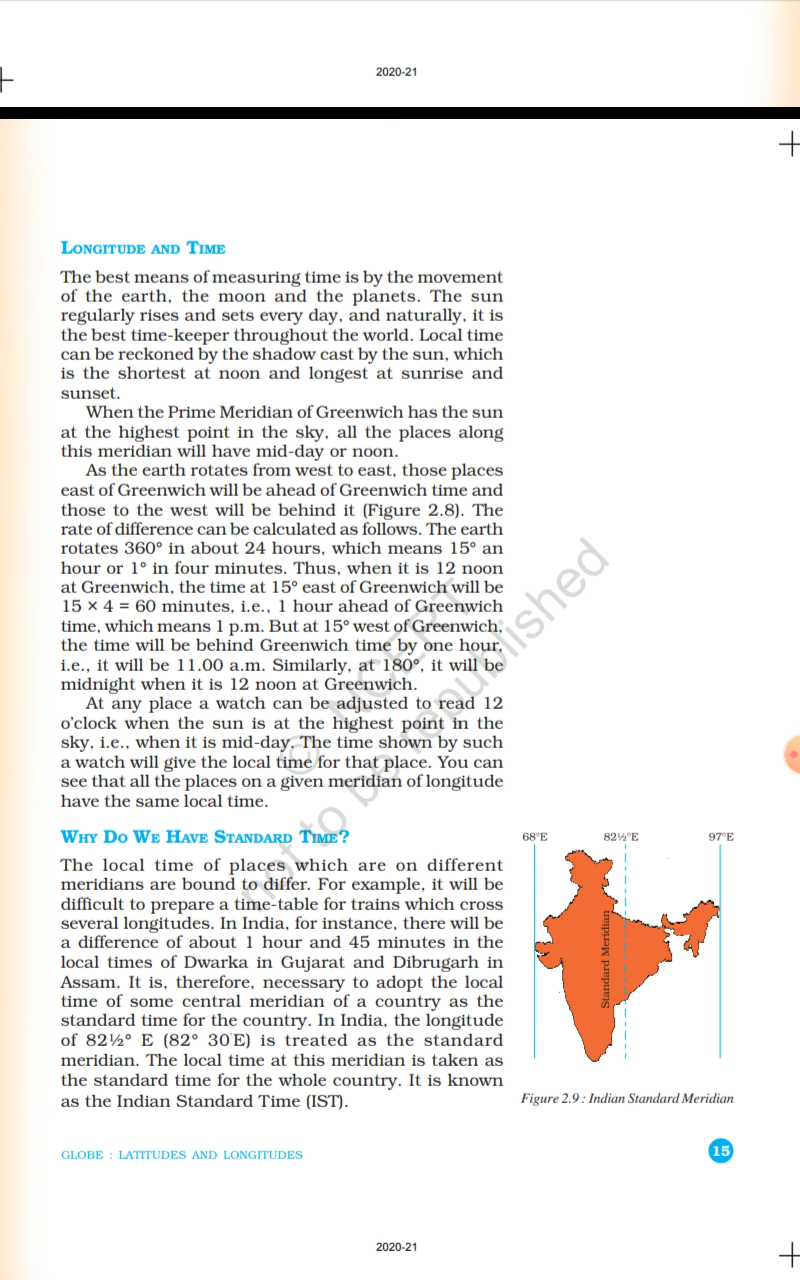 2020-21
LONGITUDE AND TIME
The best means of measuring time is by the movement
of the earth, the moon and the planets. The sun
regularly rises and sets every day, and naturally, it is
the best time-keeper throughout the world. Local time
can be reckoned by the shadow cast by the sun, which
is the shortest at noon and longest at sunrise and
sunset.
When the Prime Meridian of Greenwich has the sun
at the highest point in the sky, all the places along
this meridian will have mid-day or noon.
As the earth rotates from west to east, those places
east of Greenwich will be ahead of Greenwich time and
those to the west will be behind it (Figure 2.8). The
rate of difference can be calculated as follows. The earth
rotates 360° in about 24 hours, which means 15° an
hour or 1° in four minutes. Thus, when it is 12 noon
at Greenwich, the time at 15° east of Greenwich will be
15 × 4 = 60 minutes, i.e., 1 hour ahead of Greenwich
time, which means 1 p.m. But at 15° west of Greenwich,
the time will be behind Greenwich time by one hour,
i.e., it will be 11.00 a.m. Similarly, at 180°, it will be
midnight when it is 12 noon at Greenwich.
At any place a watch can be adjusted to read 12
o'clock when the sun is at the highest point in the
sky, i.e., when it is mid-day. The time shown by such
a watch will give the local time for that place. You can
see that all the places on a given meridian of longitude
have the same local time.
WHY DO WE HAVE STANDARD TIME?
The local time of places which are on different
meridians are bound to differ. For example, it will be
difficult to prepare a time-table for trains which cross
several longitudes. In India, for instance, there will be
a difference of about 1 hour and 45 minutes in the
local times of Dwarka in Gujarat and Dibrugarh in
Assam. It is, therefore, necessary to adopt the local
time of some central meridian of a country as the
standard time for the country. In India, the longitude
of 82½° E (82° 30'E) is treated as the standard
meridian. The local time at this meridian is taken as
the standard time for the whole country. It is known
as the Indian Standard Time (IST).
68°E 82½°E 97°E
Standard Meridian
Figure 2.9 : Indian Standard Meridian
© NCERT
not to be republished
GLOBE : LATITUDES AND LONGITUDES
15
2020-21